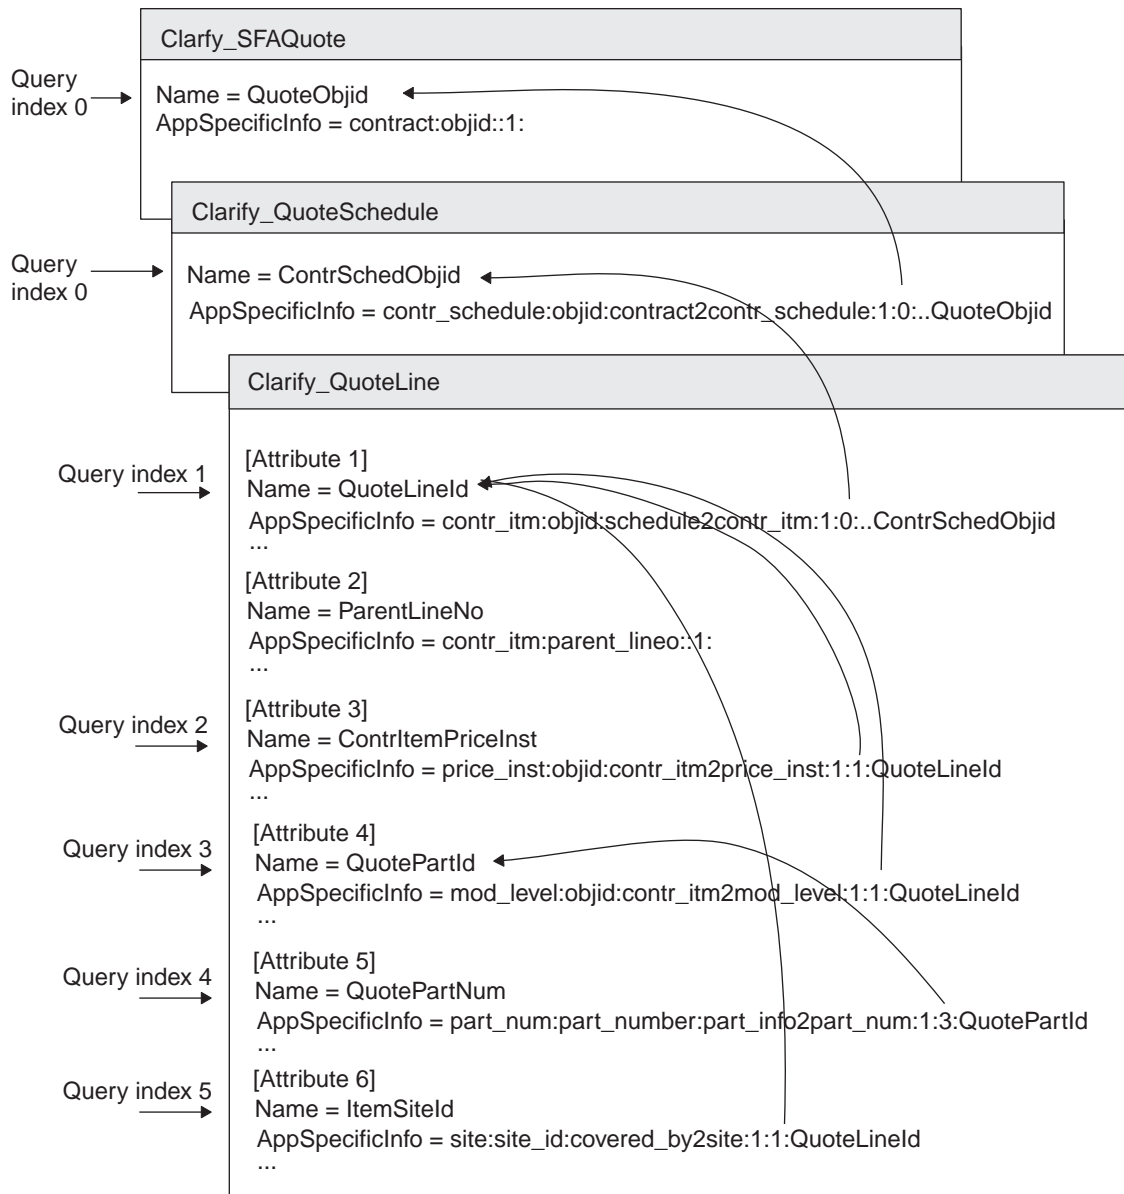 Clarfy_SFAQuote
Query
index 0
Name = QuoteObjid
AppSpecificInfo = contract:objid::1:
Clarify_QuoteSchedule
Query
index 0
Name = ContrSchedObjid
AppSpecificInfo = contr_schedule:objid:contract2contr_schedule:1:0:..QuoteObjid
Clarify_QuoteLine
Query index 1
[Attribute 1]
Name = QuoteLineId
AppSpecificInfo = contr_itm:objid:schedule2contr_itm:1:0:..ContrSchedObjid
...
[Attribute 2]
Name = ParentLineNo
AppSpecificInfo = contr_itm:parent_lineo::1:
...
Query index 2
[Attribute 3]
Name = ContrItemPriceInst
AppSpecificInfo = price_inst:objid:contr_itm2price_inst:1:1:QuoteLineId
...
Query index 3
[Attribute 4]
Name = QuotePartId
AppSpecificInfo = mod_level:objid:contr_itm2mod_level:1:1:QuoteLineId
...
Query index 4
[Attribute 5]
Name = QuotePartNum
AppSpecificInfo = part_num:part_number:part_info2part_num:1:3:QuotePartId
...
Query index 5
[Attribute 6]
Name = ItemSiteId
AppSpecificInfo = site:site_id:covered_by2site:1:1:QuoteLineId
...